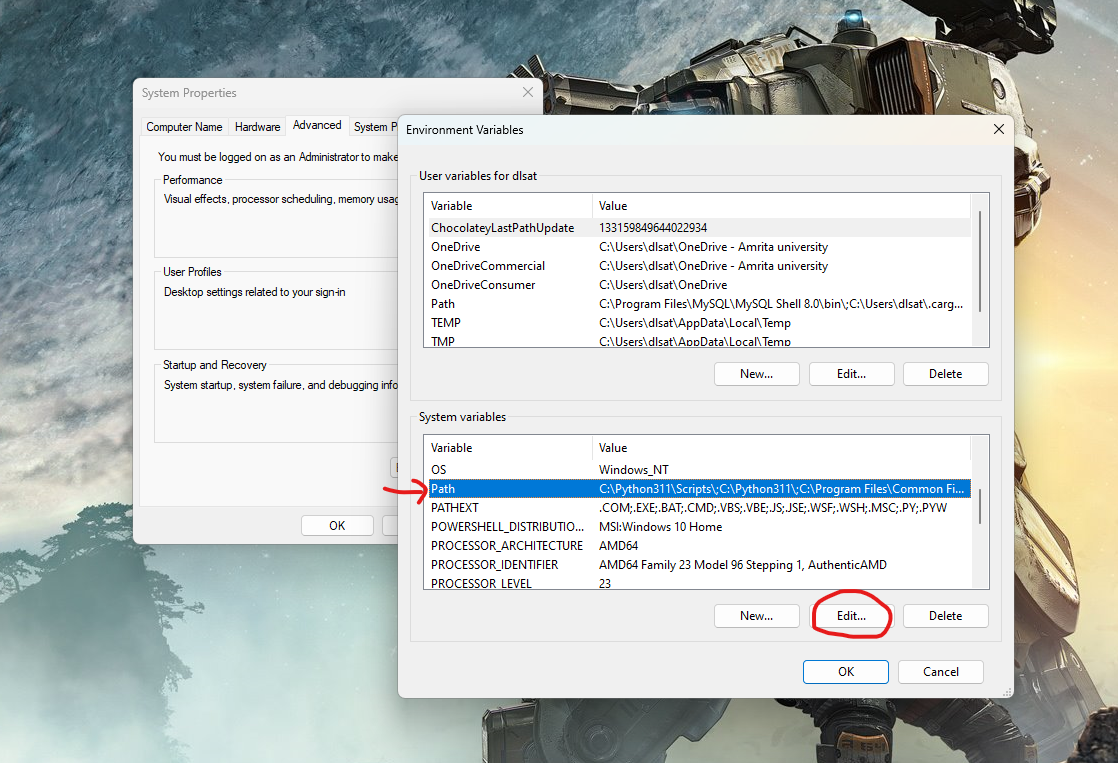 System Properties
Computer Name Hardware Advanced System P
You must be logged on as an Administrator to make
Performance
Visual effects, processor scheduling, memory usag
User Profiles
Desktop settings related to your sign-in
Startup and Recovery
System startup, system failure, and debugging info
OK
Environment Variables
User variables for dlsat
Variable Value
ChocolateyLastPathUpdate 133159849644022934
OneDrive C:\Users\dlsat\OneDrive - Amrita university
OneDriveCommercial C:\Users\dlsat\OneDrive - Amrita university
OneDriveConsumer C:\Users\dlsat\OneDrive
Path C:\Program Files\MySQL\MySQL Shell 8.0\bin\;C:\Users\dlsat\.carg...
TEMP C:\Users\dlsat\AppData\Local\Temp
TMP C:\Users\dlsat\AppData\Local\Temp
New... Edit... Delete
System variables
Variable Value
OS Windows_NT
Path C:\Python311\Scripts\;C:\Python311\;C:\Program Files\Common Fi...
PATHEXT .COM;.EXE;.BAT;.CMD;.VBS;.VBE;.JS;.JSE;.WSF;.WSH;.MSC;.PY;.PYW
POWERSHELL_DISTRIBUTIO... MSI:Windows 10 Home
PROCESSOR_ARCHITECTURE AMD64
PROCESSOR_IDENTIFIER AMD64 Family 23 Model 96 Stepping 1, AuthenticAMD
PROCESSOR_LEVEL 23
New... Edit... Delete
OK Cancel